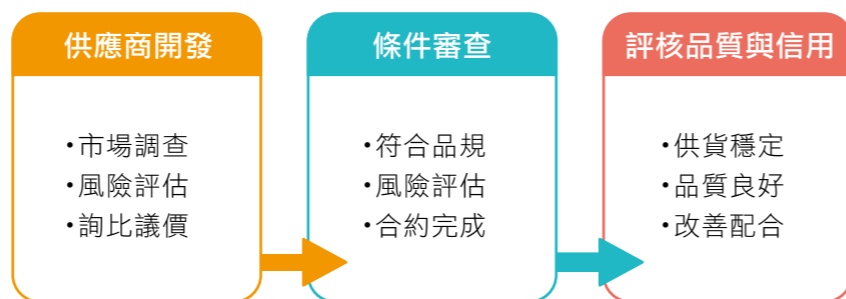 供應商開發
•市場調查
•風險評估
•詢比議價
條件審查
•符合品規
•風險評估
•合約完成
評核品質與信用
•供貨穩定
•品質良好
•改善配合